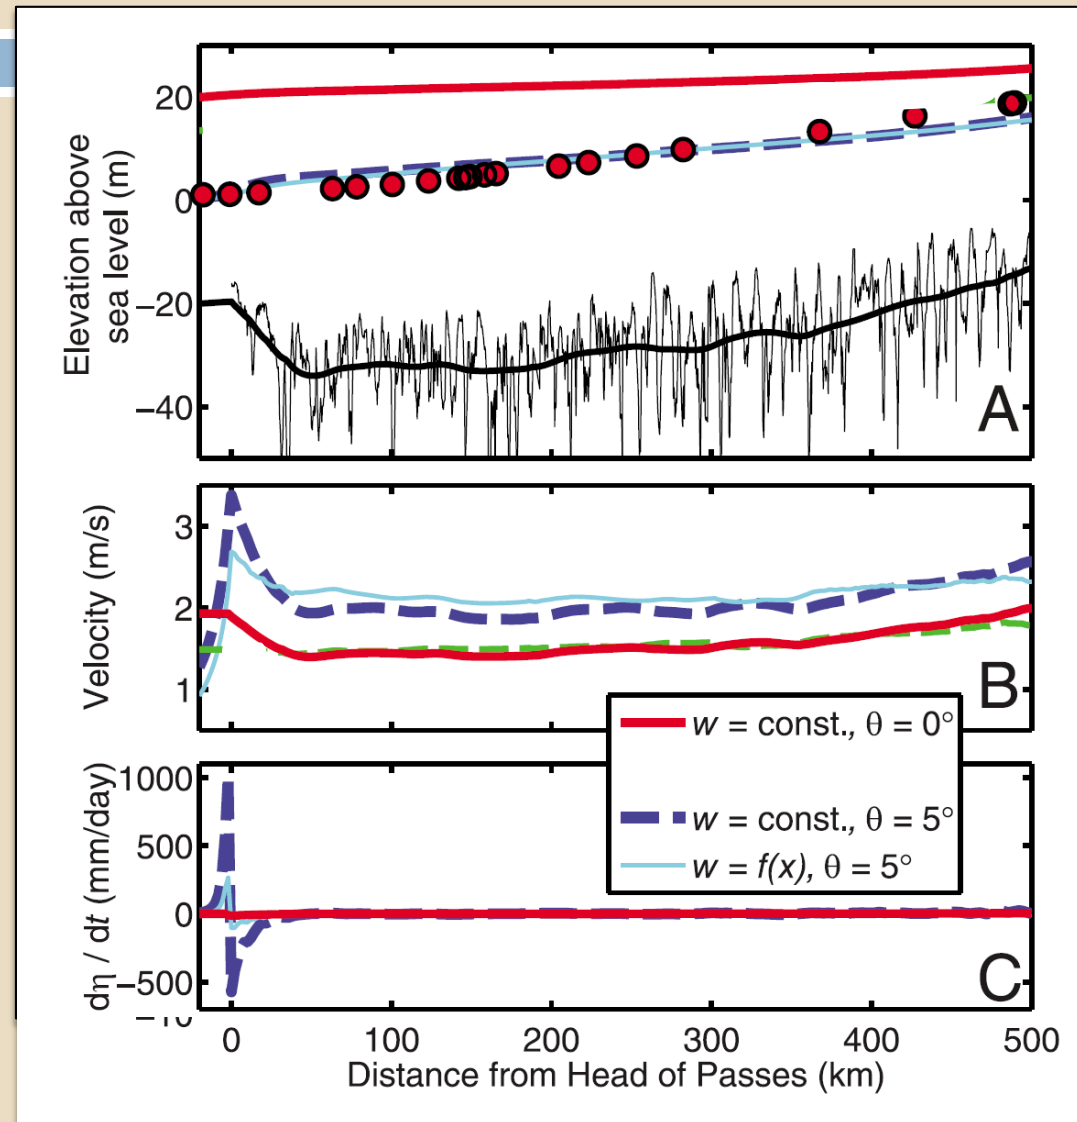 Elevation above
sea level (m)
20
0
−20
−40
A
Velocity (m/s)
3
2
1
B
w = const., θ = 0°
w = const., θ = 5°
w = f(x), θ = 5°
dη / dt (mm/day)
1000
500
0
−500
C
0 100 200 300 400 500
Distance from Head of Passes (km)